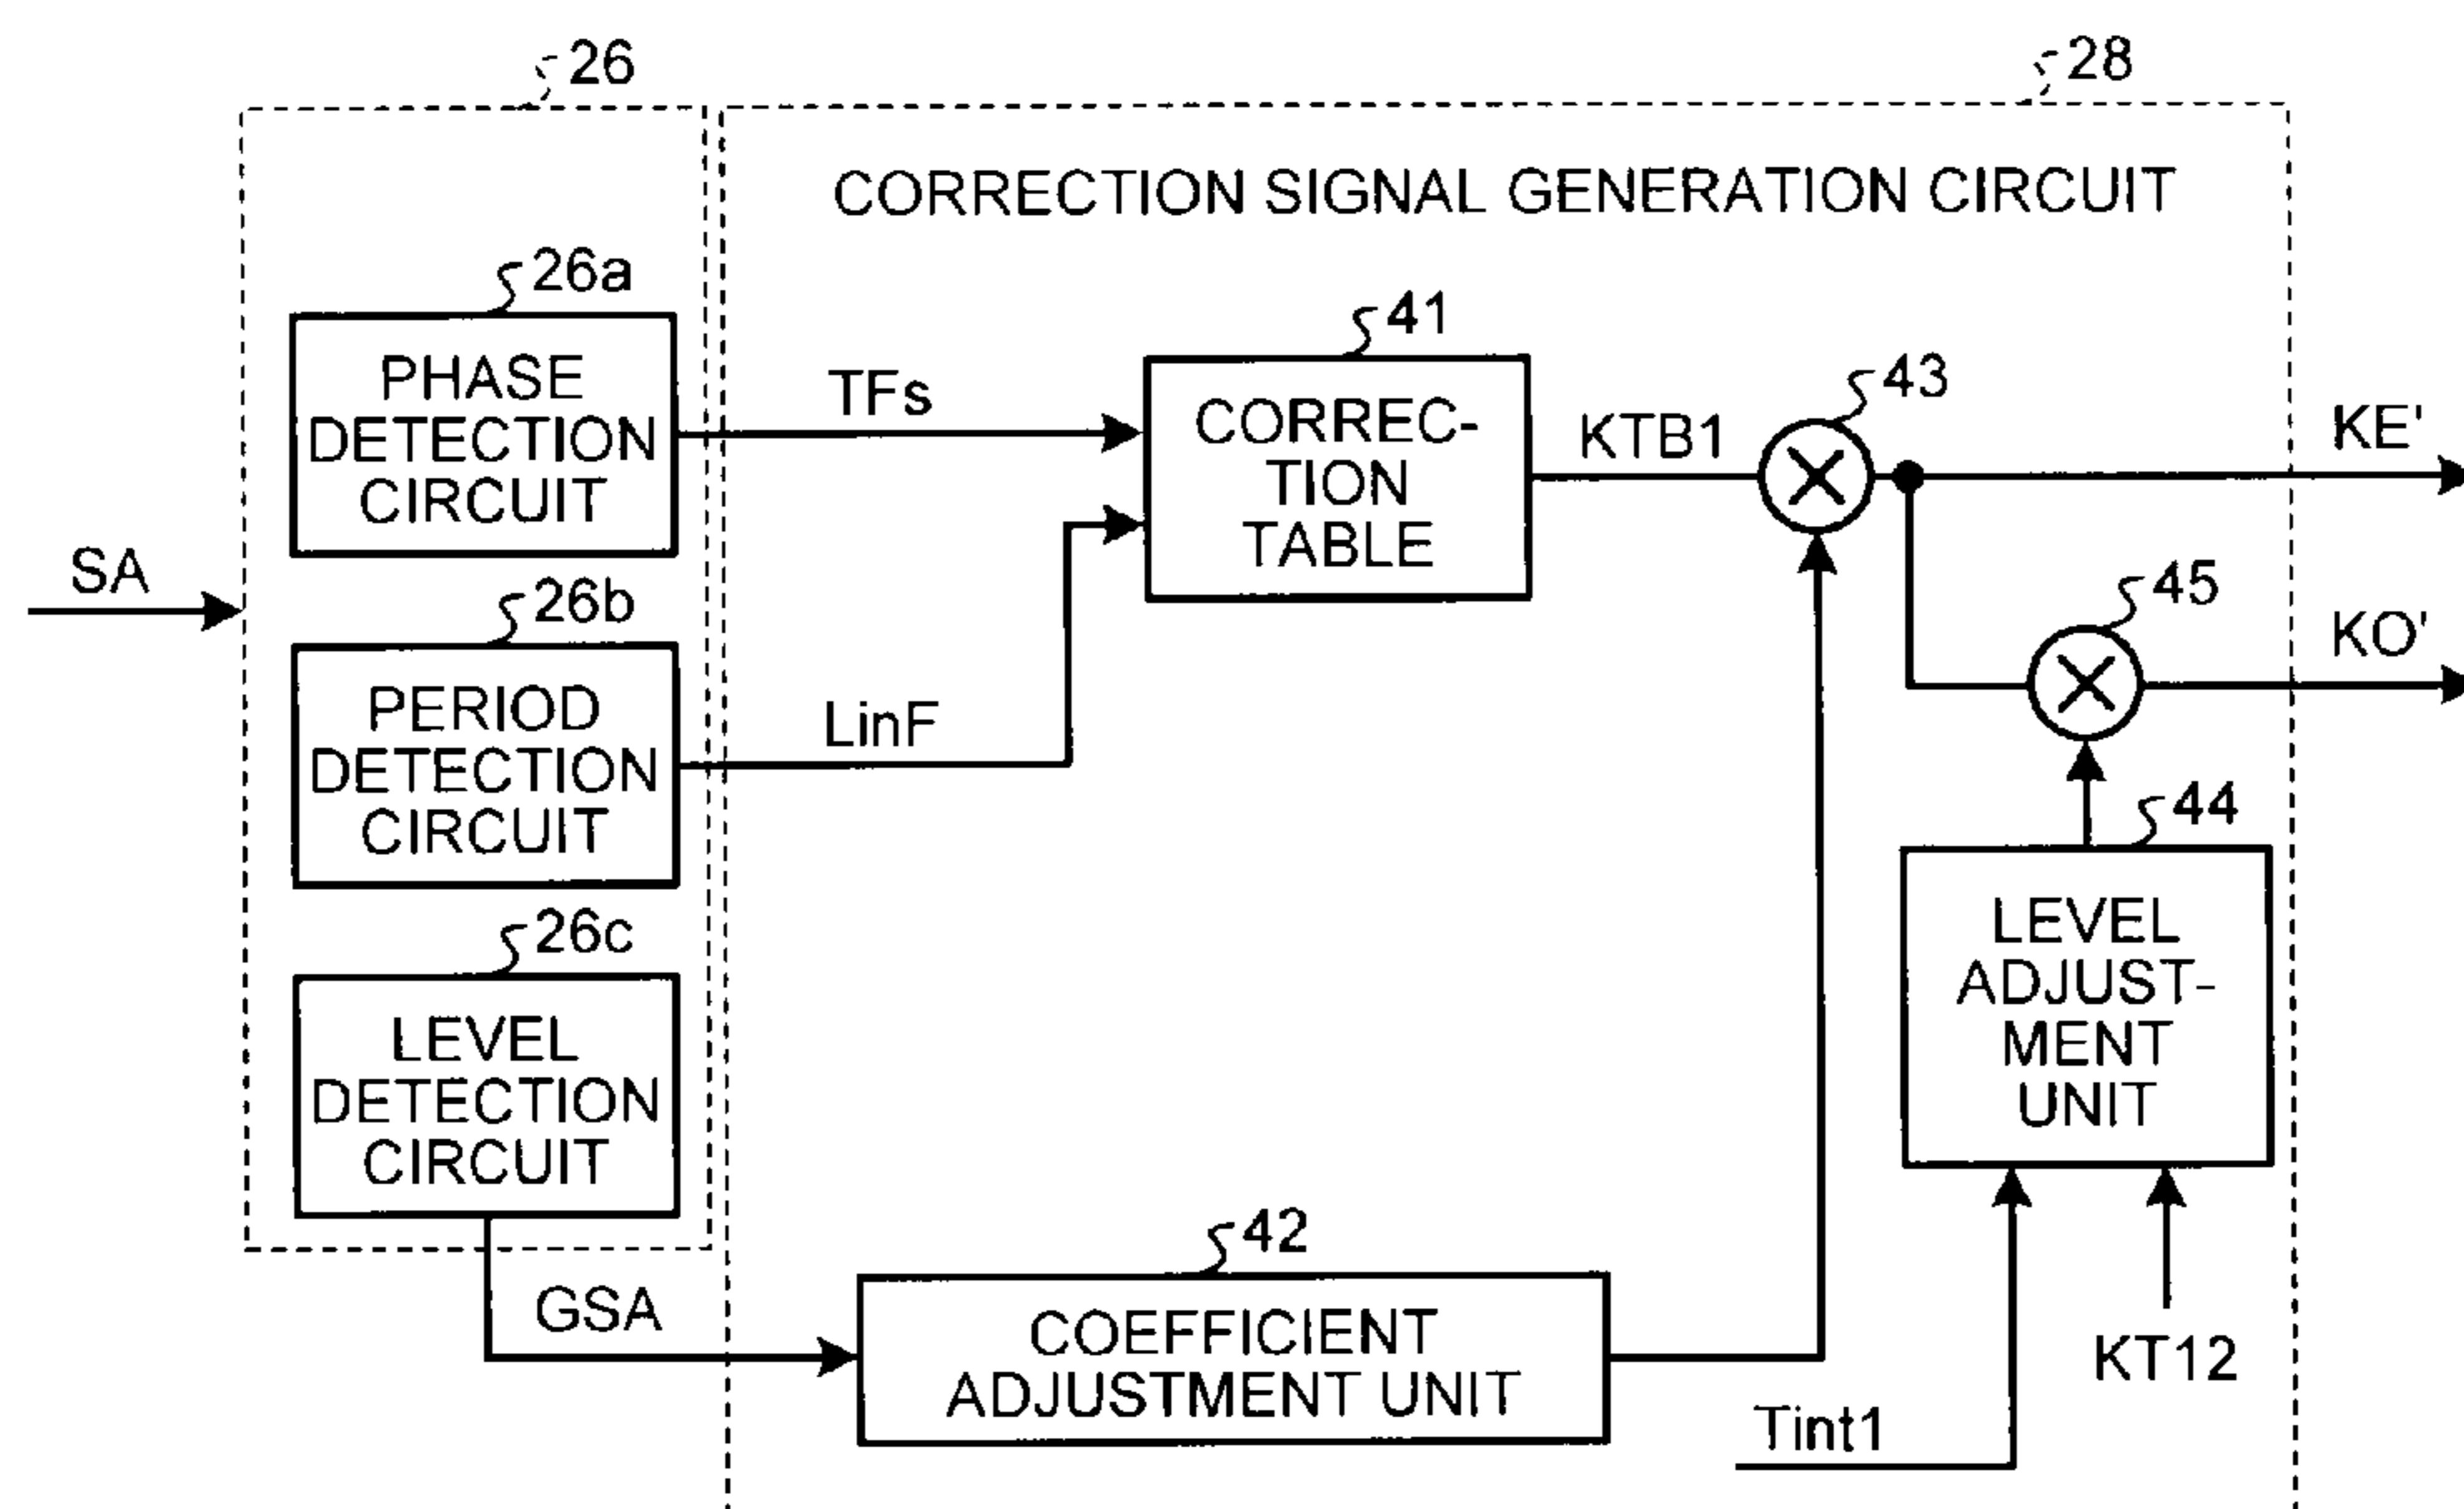 26
28
CORRECTION SIGNAL GENERATION CIRCUIT
26a
PHASE
DETECTION
CIRCUIT
TFs
41
CORREC-
TION
TABLE
KTB1
43
KE'
SA
26b
PERIOD
DETECTION
CIRCUIT
LinF
45
KO'
44
LEVEL
ADJUST-
MENT
UNIT
26c
LEVEL
DETECTION
CIRCUIT
GSA
42
COEFFICIENT
ADJUSTMENT UNIT
KT12
Tint1